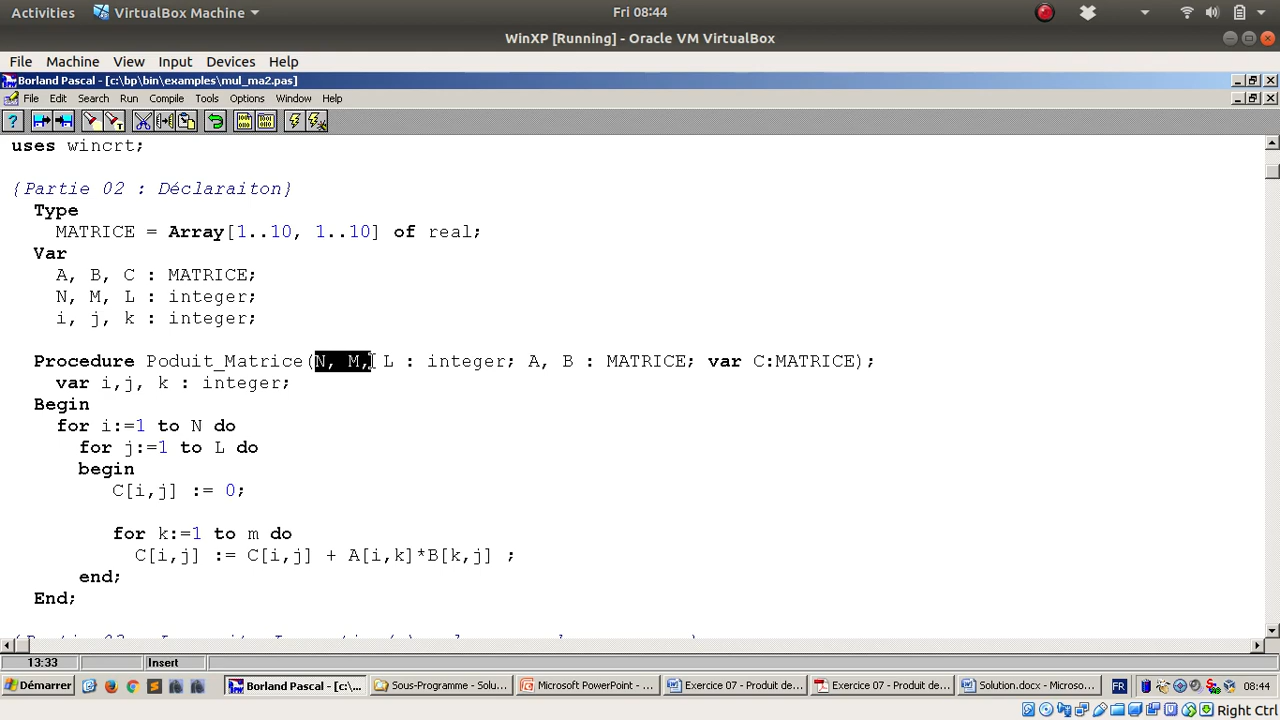 Activities VirtualBox Machine Fri 08:44
WinXP [Running] - Oracle VM VirtualBox
File Machine View Input Devices Help
Borland Pascal - [c:\bp\bin\examples\mul_ma2.pas]
File Edit Search Run Compile Tools Options Window Help
uses wincrt;
{Partie 02 : Déclaraiton}
Type
MATRICE = Array[1..10, 1..10] of real;
Var
A, B, C : MATRICE;
N, M, L : integer;
i, j, k : integer;
Procedure Poduit_Matrice(N, M, L : integer; A, B : MATRICE; var C:MATRICE);
var i,j, k : integer;
Begin
for i:=1 to N do
for j:=1 to L do
begin
C[i,j] := 0;
for k:=1 to m do
C[i,j] := C[i,j] + A[i,k]*B[k,j] ;
end;
End;
13:33 Insert
Démarrer Borland Pascal - [c:\... Sous-Programme - Solu... Microsoft PowerPoint - ... Exercice 07 - Produit de... Exercice 07 - Produit de... Solution.docx - Microso... FR 08:44
Right Ctrl